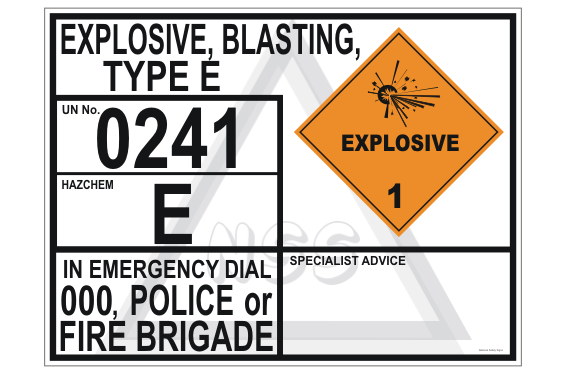 EXPLOSIVE, BLASTING,
TYPE E
UN No.
0241
HAZCHEM
E
EXPLOSIVE
1
IN EMERGENCY DIAL
000, POLICE or
FIRE BRIGADE
SPECIALIST ADVICE
NSS